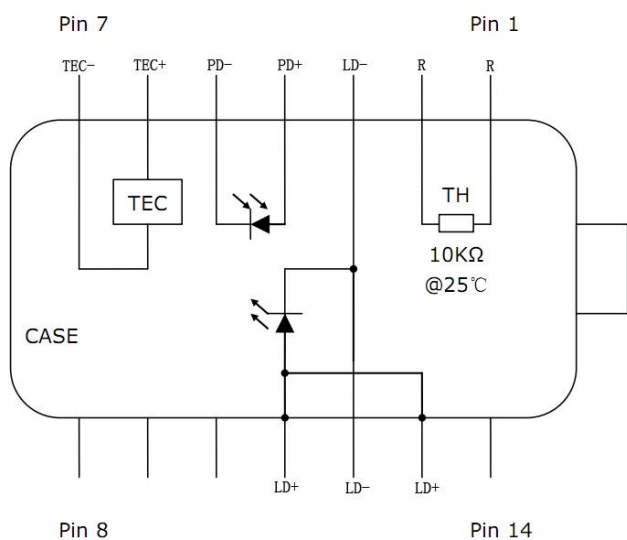 Pin 7 Pin 1
TEC- TEC+ PD- PD+ LD- R R
TEC
TH
10KΩ
@25℃
CASE
LD+ LD- LD+
Pin 8 Pin 14